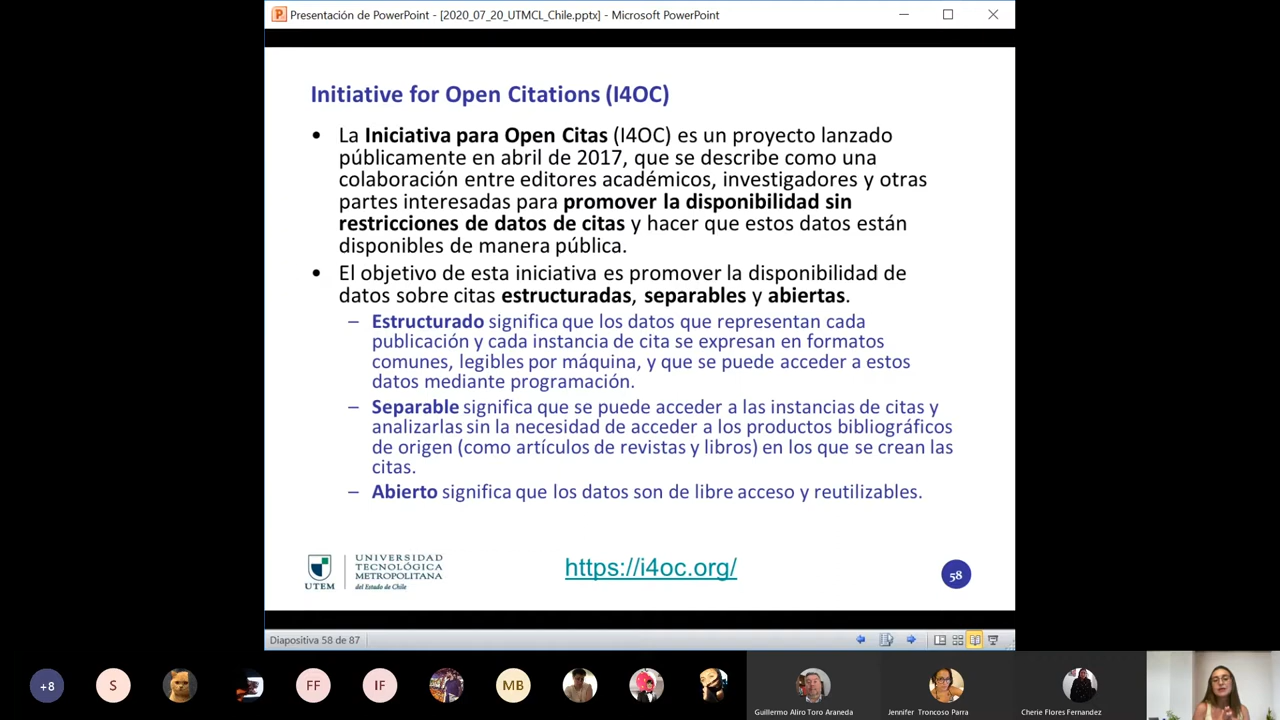 Presentación de PowerPoint - [2020_07_20_UTMCL_Chile.pptx] - Microsoft PowerPoint
Initiative for Open Citations (I4OC)
• La Iniciativa para Open Citas (I4OC) es un proyecto lanzado
públicamente en abril de 2017, que se describe como una
colaboración entre editores académicos, investigadores y otras
partes interesadas para promover la disponibilidad sin
restricciones de datos de citas y hacer que estos datos están
disponibles de manera pública.
• El objetivo de esta iniciativa es promover la disponibilidad de
datos sobre citas estructuradas, separables y abiertas.
– Estructurado significa que los datos que representan cada
publicación y cada instancia de cita se expresan en formatos
comunes, legibles por máquina, y que se puede acceder a estos
datos mediante programación.
– Separable significa que se puede acceder a las instancias de citas y
analizarlas sin la necesidad de acceder a los productos bibliográficos
de origen (como artículos de revistas y libros) en los que se crean las
citas.
– Abierto significa que los datos son de libre acceso y reutilizables.
UTEM
UNIVERSIDAD
TECNOLÓGICA
METROPOLITANA
del Estado de Chile
https://i4oc.org/
58
Diapositiva 58 de 87
+8
S
FF
IF
MB
Guillermo Aliro Toro Araneda
Jennifer Troncoso Parra
Cherie Flores Fernandez